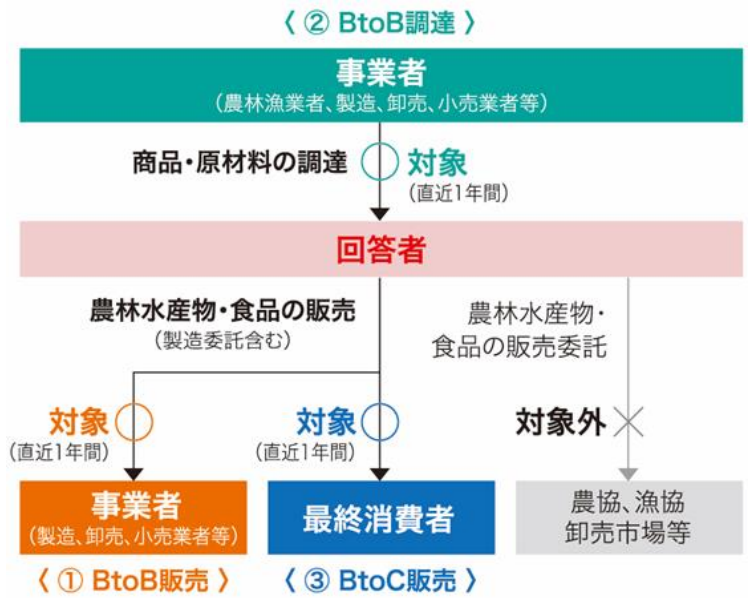 〈 ② BtoB調達 〉
事業者
（農林漁業者、製造、卸売、小売業者等）
商品・原材料の調達
対象
（直近1年間）
回答者
農林水産物・食品の販売
（製造委託含む）
農林水産物・
食品の販売委託
対象
（直近1年間）
対象
（直近1年間）
対象外
事業者
（製造、卸売、小売業者等）
最終消費者
農協、漁協
卸売市場等
〈 ① BtoB販売 〉
〈 ③ BtoC販売 〉